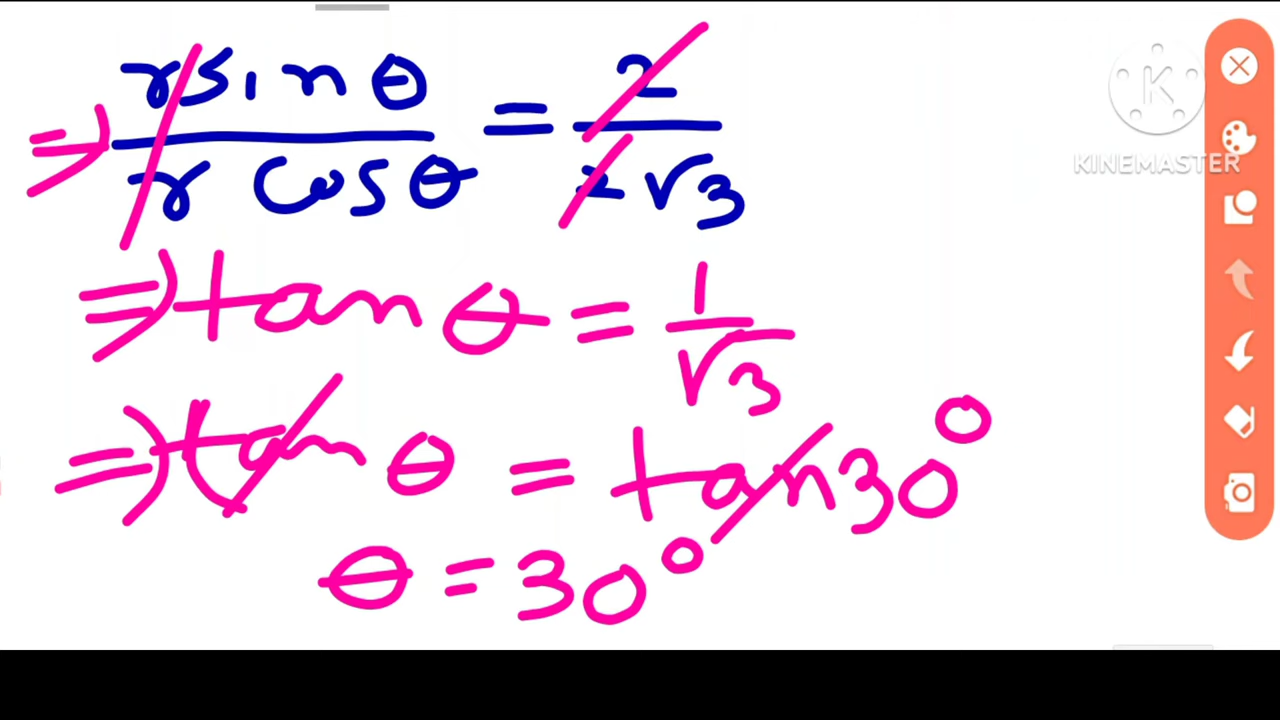 ⇒ r sin θ / r cos θ = 2 / 2√3
⇒ tan θ = 1 / √3
⇒ tan θ = tan 30°
θ = 30°
K
KINEMASTER